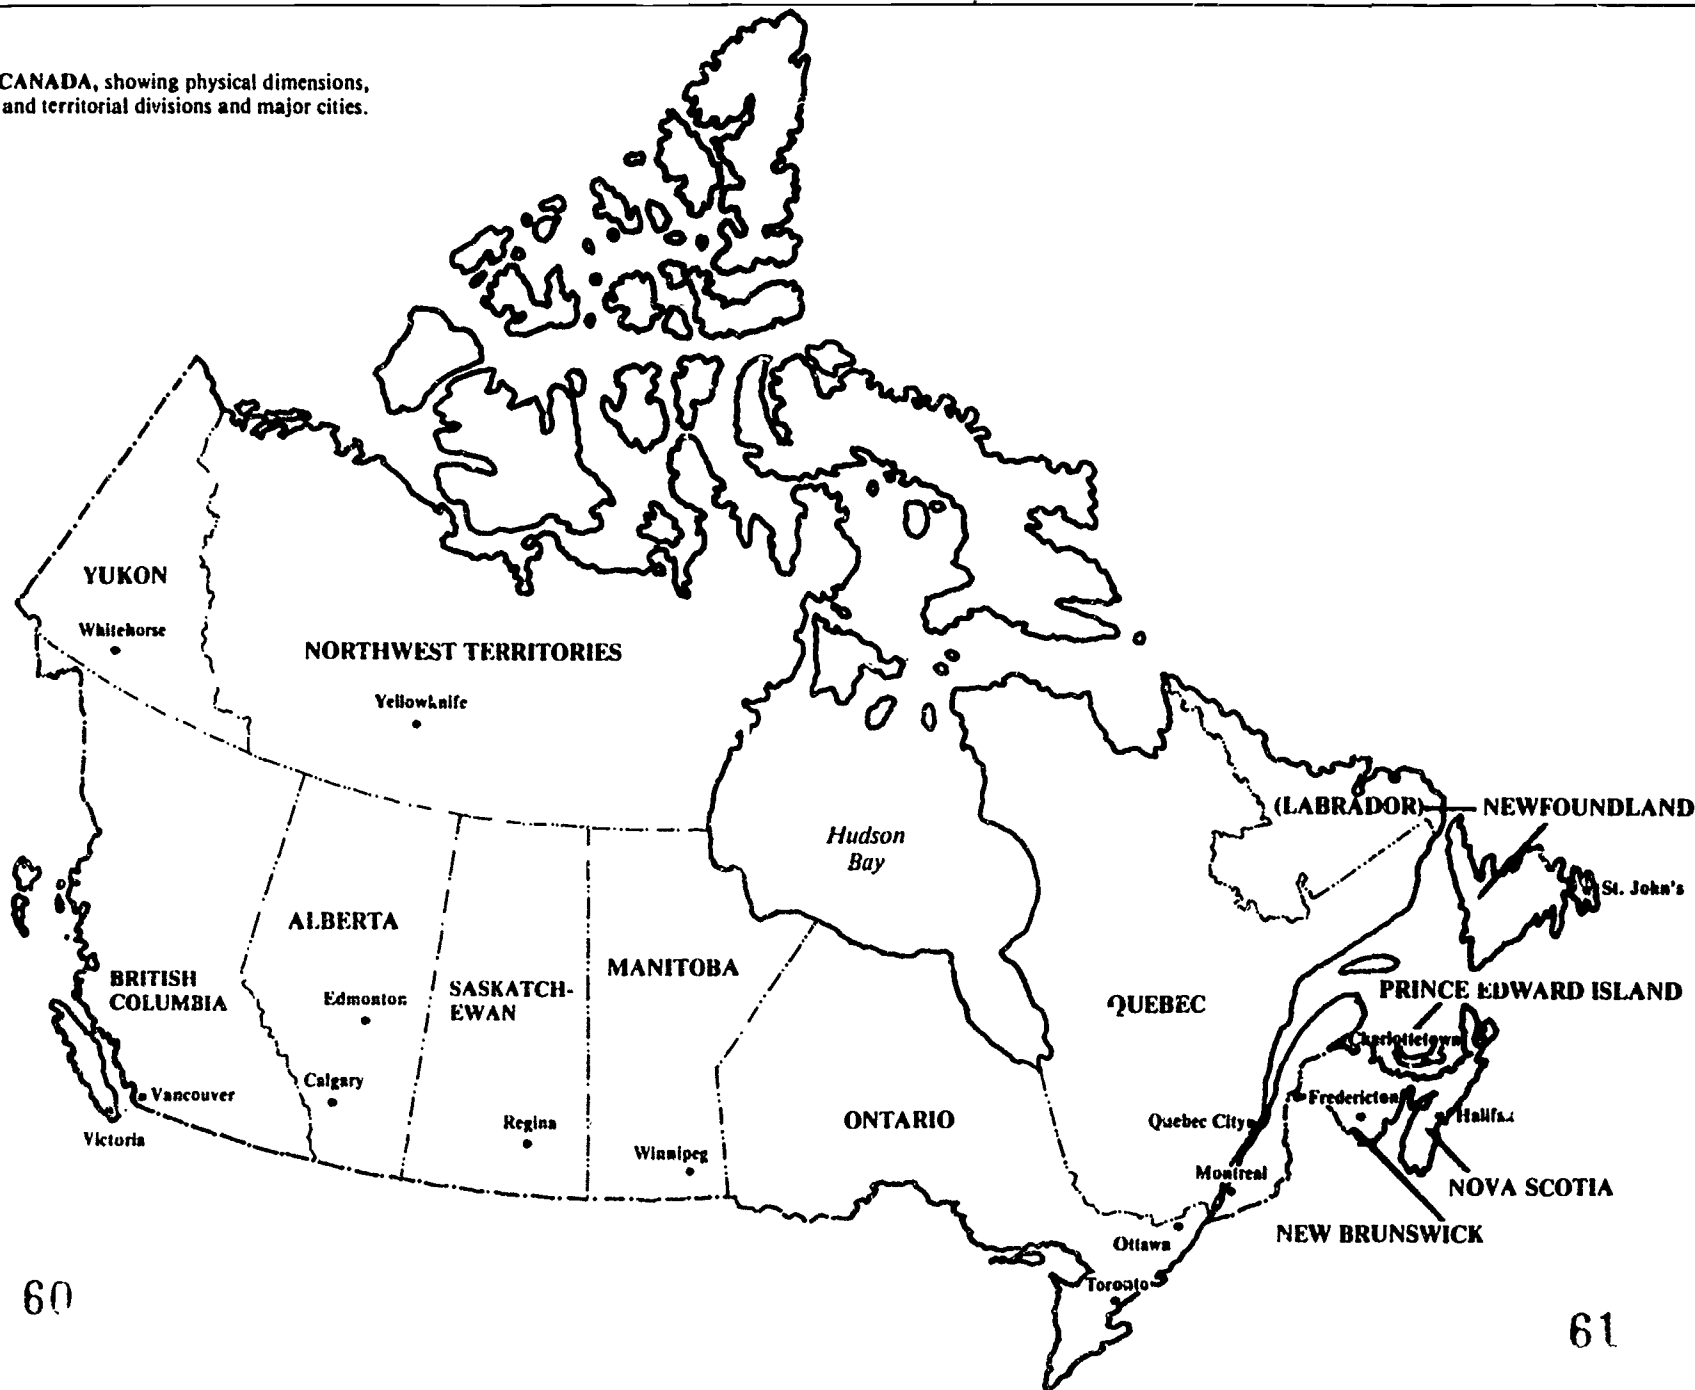 CANADA, showing physical dimensions,
and territorial divisions and major cities.
YUKON
Whitehorse
NORTHWEST TERRITORIES
Yellowknife
Hudson
Bay
(LABRADOR)
NEWFOUNDLAND
St. John's
ALBERTA
Edmonton
Calgary
BRITISH
COLUMBIA
Vancouver
Victoria
SASKATCH-
EWAN
Regina
MANITOBA
Winnipeg
ONTARIO
Ottawa
Toronto
QUEBEC
Quebec City
Montreal
PRINCE EDWARD ISLAND
Charlottetown
Fredericton
Halifax
NOVA SCOTIA
NEW BRUNSWICK
60
61